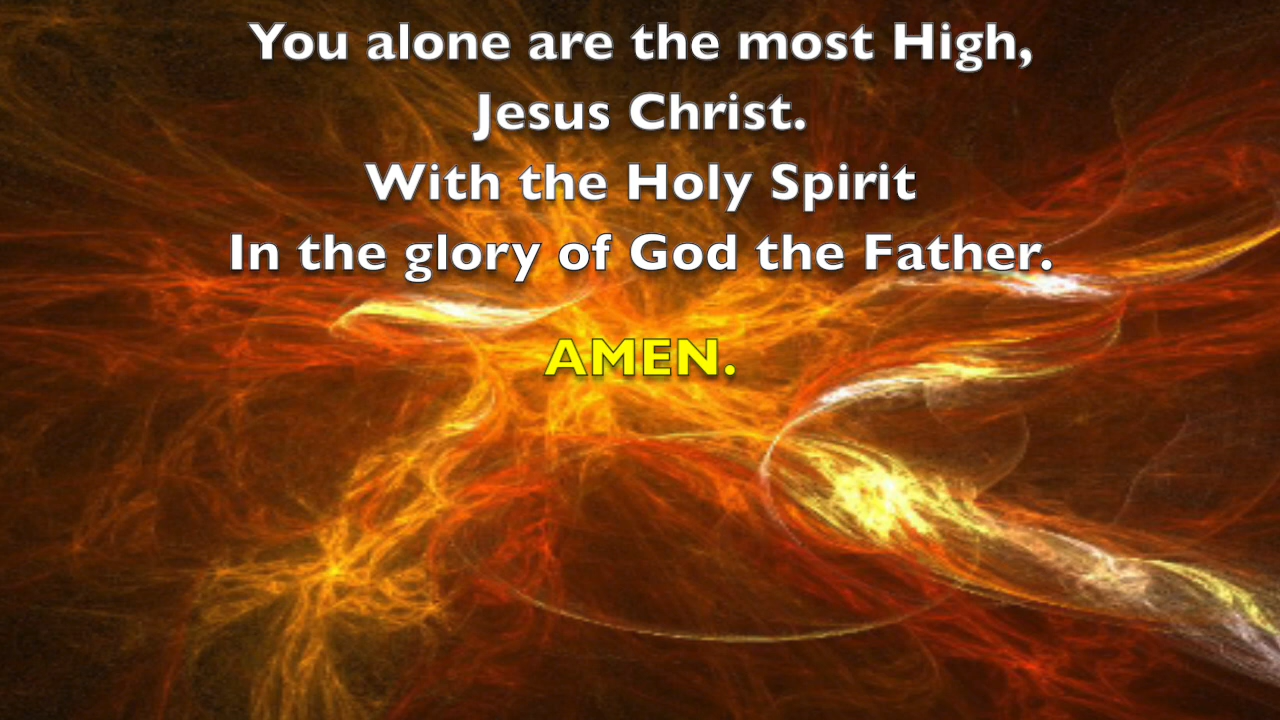 You alone are the most High,
Jesus Christ.
With the Holy Spirit
In the glory of God the Father.
AMEN.